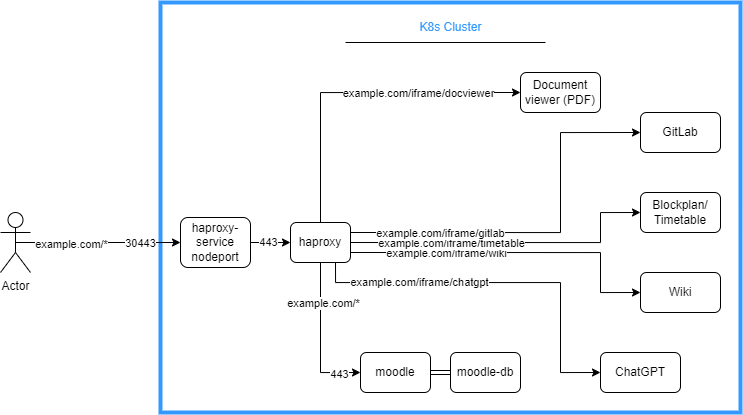 K8s Cluster
Document
viewer (PDF)
example.com/iframe/docviewer
GitLab
Blockplan/
Timetable
haproxy-
service
nodeport
haproxy
example.com/iframe/gitlab
example.com/*
30443
443
example.com/iframe/timetable
example.com/iframe/wiki
Actor
example.com/iframe/chatgpt
Wiki
example.com/*
443
moodle
moodle-db
ChatGPT